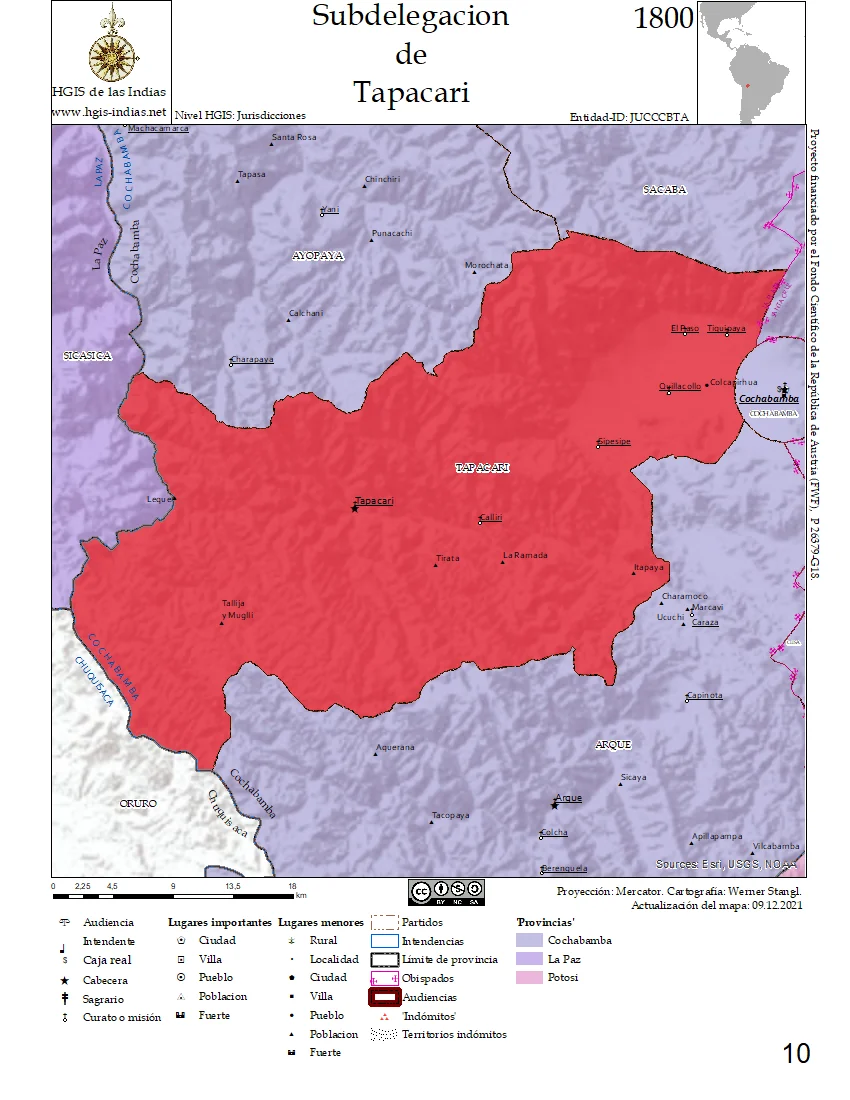 Subdelegacion
de
Tapacari
1800
HGIS de las Indias
www.hgis-indias.net
Nivel HGIS: Jurisdicciones
Entidad-ID: JUCCCBTA
Machacamarca
Santa Rosa
LA PAZ
COCHABAMBA
Tapasa
Chinchiri
SACABA
Yani
Punacachi
La Paz
Cochabamba
AYOPAYA
Morochata
Calchani
SICASICA
Charapaya
El Paso
Tiquipaya
Quillacollo
Colcapirhua
Cochabamba
COCHABAMBA
Sipesipe
TAPACARI
Leque
Tapacari
Calliri
Tirata
La Ramada
Itapaya
Tallija
y Muglli
Charamoco
Marcavi
Ucuchi
Caraza
COCHABAMBA
CHUQUISACA
Capinota
Aquerana
ARQUE
Cochabamba
Chuquisaca
Sicaya
ORURO
Arque
Tacopaya
Colcha
Apillapampa
Vilcabamba
Berenguela
Sources: Esri, USGS, NOAA
Proyecto financiado por el Fondo Científico de la República de Austria (FWF), P 26379-G18.
0 2,25 4,5 9 13,5 18
km
CC BY NC SA
Proyección: Mercator. Cartografía: Werner Stangl.
Actualización del mapa: 09.12.2021
Audiencia
Intendente
Caja real
Cabecera
Sagrario
Curato o misión
Lugares importantes
Ciudad
Villa
Pueblo
Poblacion
Fuerte
Lugares menores
Rural
Localidad
Ciudad
Villa
Pueblo
Poblacion
Fuerte
Partidos
Intendencias
Límite de provincia
Obispados
Audiencias
'Indómitos'
Territorios indómitos
'Provincias'
Cochabamba
La Paz
Potosí
10